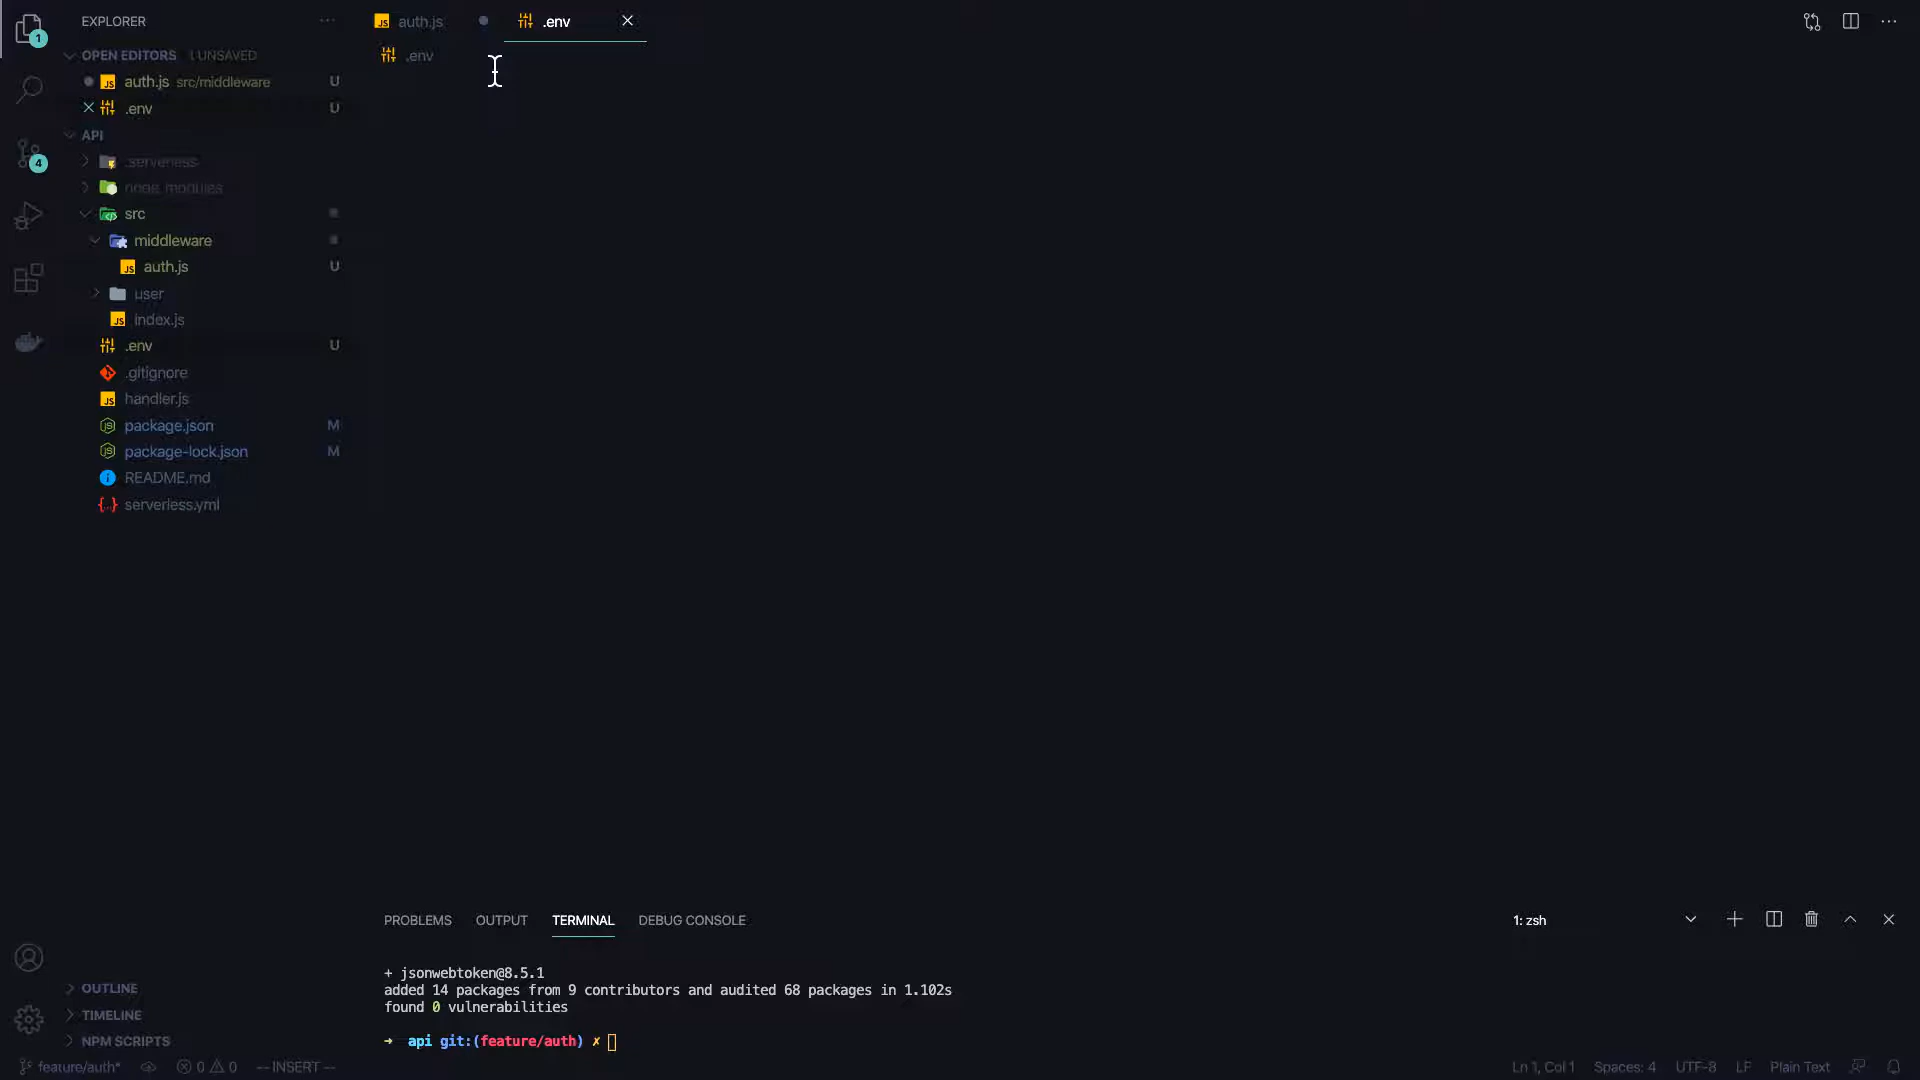 EXPLORER
auth.js
.env
OPEN EDITORS 1 UNSAVED
.env
auth.js src/middleware U
.env U
API
.serverless
node_modules
src
middleware
auth.js U
user
index.js
.env U
.gitignore
handler.js
package.json M
package-lock.json M
README.md
serverless.yml
1
4
PROBLEMS OUTPUT TERMINAL DEBUG CONSOLE
1: zsh
+ jsonwebtoken@8.5.1
added 14 packages from 9 contributors and audited 68 packages in 1.102s
found 0 vulnerabilities
➜ api git:(feature/auth) ✗
OUTLINE
TIMELINE
NPM SCRIPTS
feature/auth* 0 0 -- INSERT --
Ln 1, Col 1 Spaces: 4 UTF-8 LF Plain Text